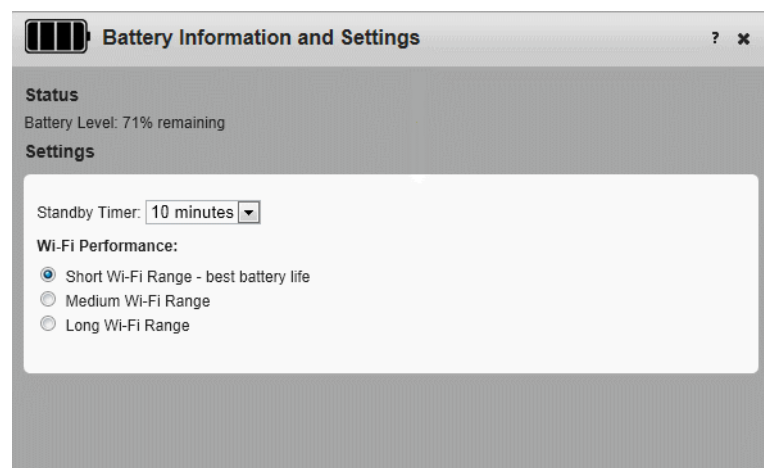 Battery Information and Settings ?
Status
Battery Level: 71% remaining
Settings
Standby Timer: 10 minutes
Wi-Fi Performance:
Short Wi-Fi Range - best battery life
Medium Wi-Fi Range
Long Wi-Fi Range